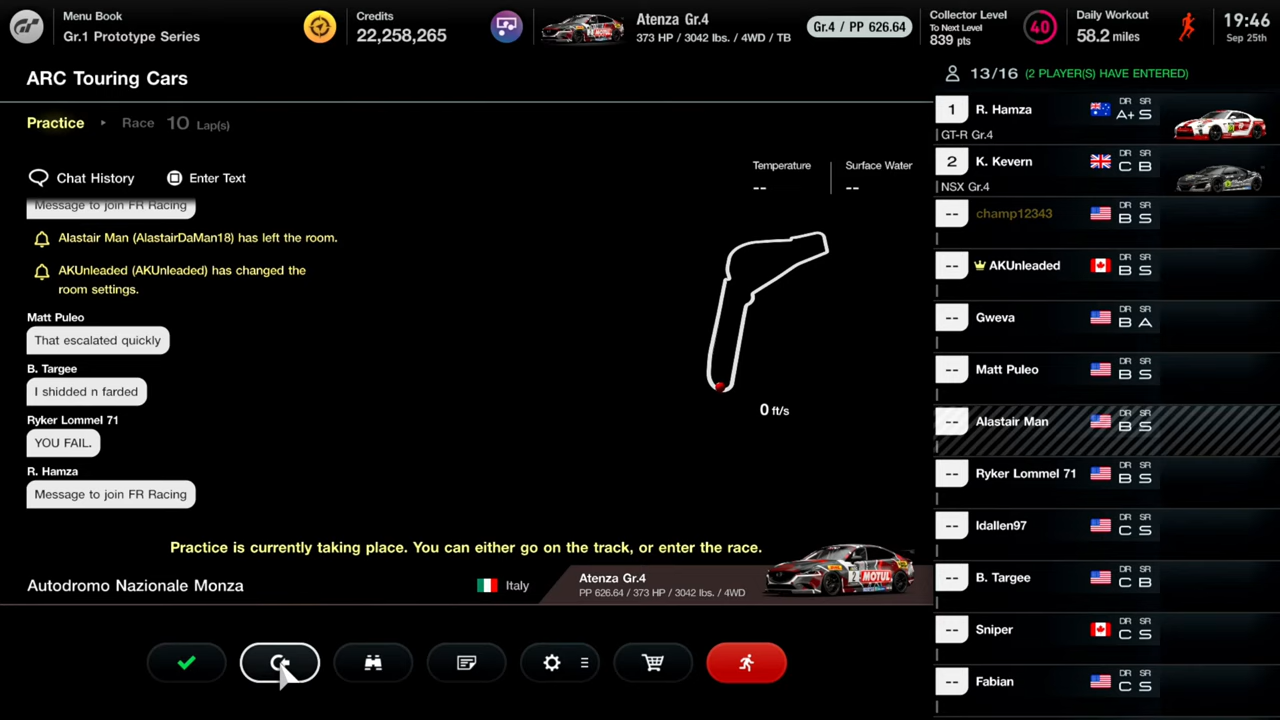 Menu Book
Gr.1 Prototype Series
Credits
22,258,265
Atenza Gr.4
373 HP / 3042 lbs. / 4WD / TB
Gr.4 / PP 626.64
Collector Level
To Next Level
839 pts
40
Daily Workout
58.2 miles
19:46
Sep 25th
ARC Touring Cars
13/16 (2 PLAYER(S) HAVE ENTERED)
Practice
Race 10 Lap(s)
Chat History
Enter Text
Temperature
--
Surface Water
--
Message to join FR Racing
Alastair Man (AlastairDaMan18) has left the room.
AKUnleaded (AKUnleaded) has changed the
room settings.
Matt Puleo
That escalated quickly
B. Targee
I shidded n farded
Ryker Lommel 71
YOU FAIL.
R. Hamza
Message to join FR Racing
0 ft/s
Practice is currently taking place. You can either go on the track, or enter the race.
Autodromo Nazionale Monza
Italy
Atenza Gr.4
PP 626.64 / 373 HP / 3042 lbs. / 4WD
MOTUL
1 R. Hamza DR A+ SR S
GT-R Gr.4
2 K. Kevern DR C SR B
NSX Gr.4
-- champ12343 DR B SR S
-- AKUnleaded DR B SR S
-- Gweva DR B SR A
-- Matt Puleo DR B SR S
-- Alastair Man DR B SR S
-- Ryker Lommel 71 DR B SR S
-- Idallen97 DR C SR S
-- B. Targee DR C SR B
-- Sniper DR C SR S
-- Fabian DR C SR S